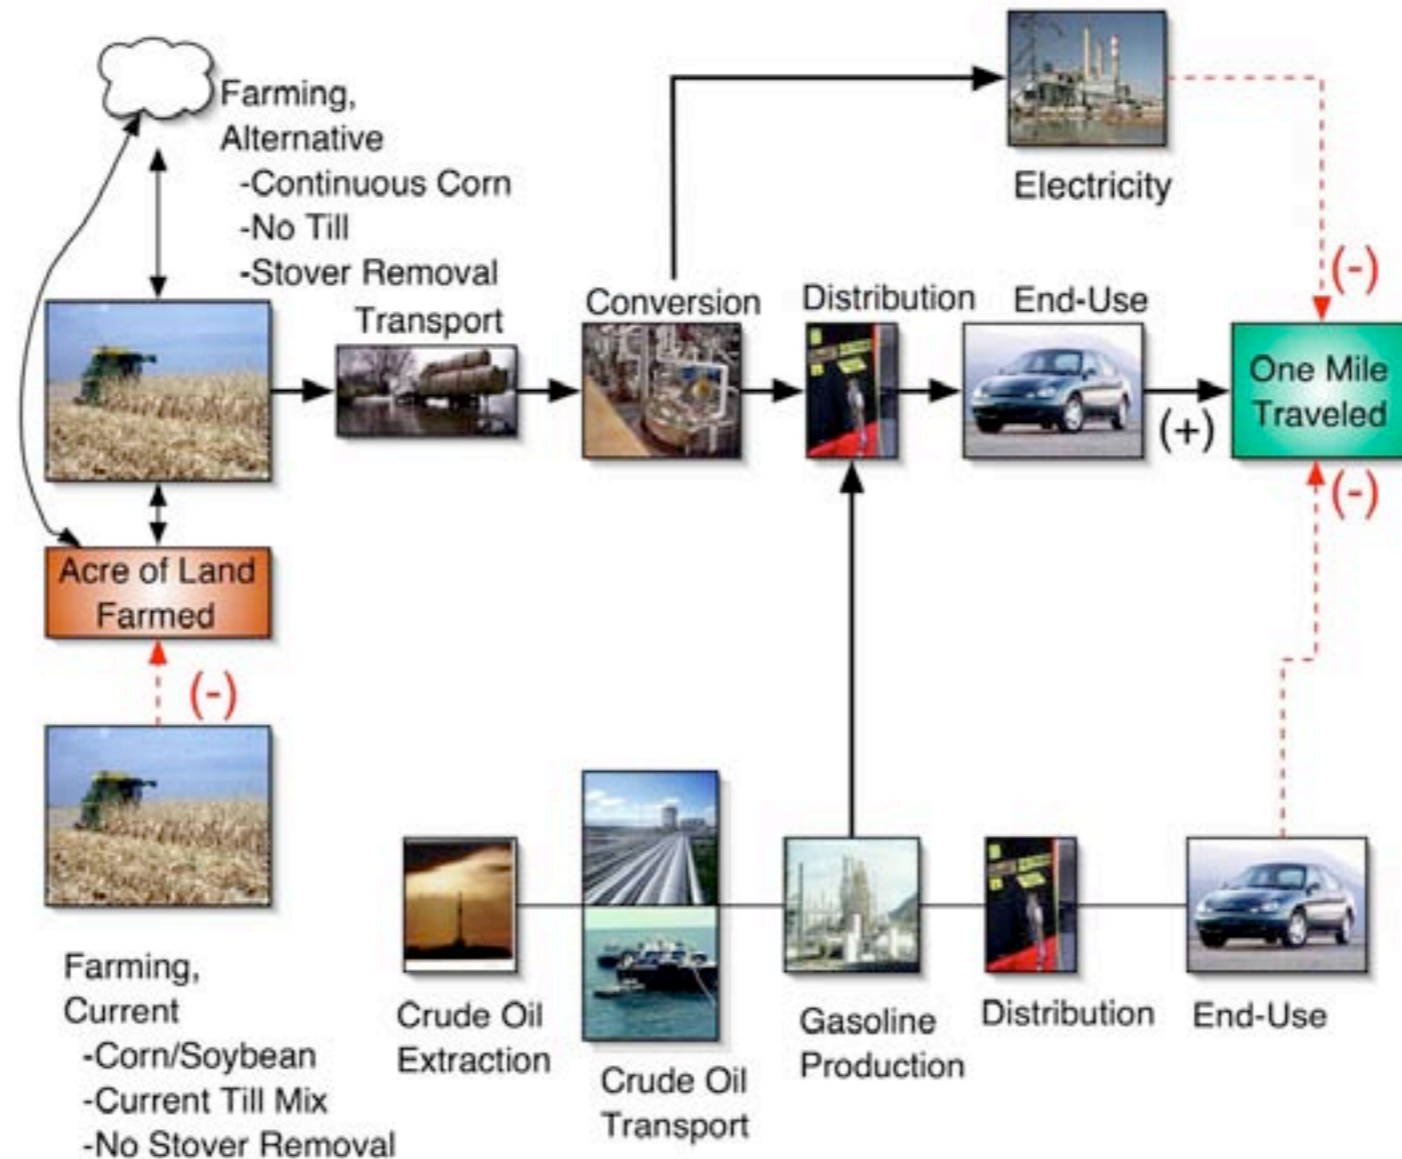 Farming,
Alternative
-Continuous Corn
-No Till
-Stover Removal
Electricity
(-)
Transport
Conversion
Distribution
End-Use
One Mile
Traveled
(+)
(-)
Acre of Land
Farmed
(-)
Farming,
Current
-Corn/Soybean
-Current Till Mix
-No Stover Removal
Crude Oil
Extraction
Crude Oil
Transport
Gasoline
Production
Distribution
End-Use